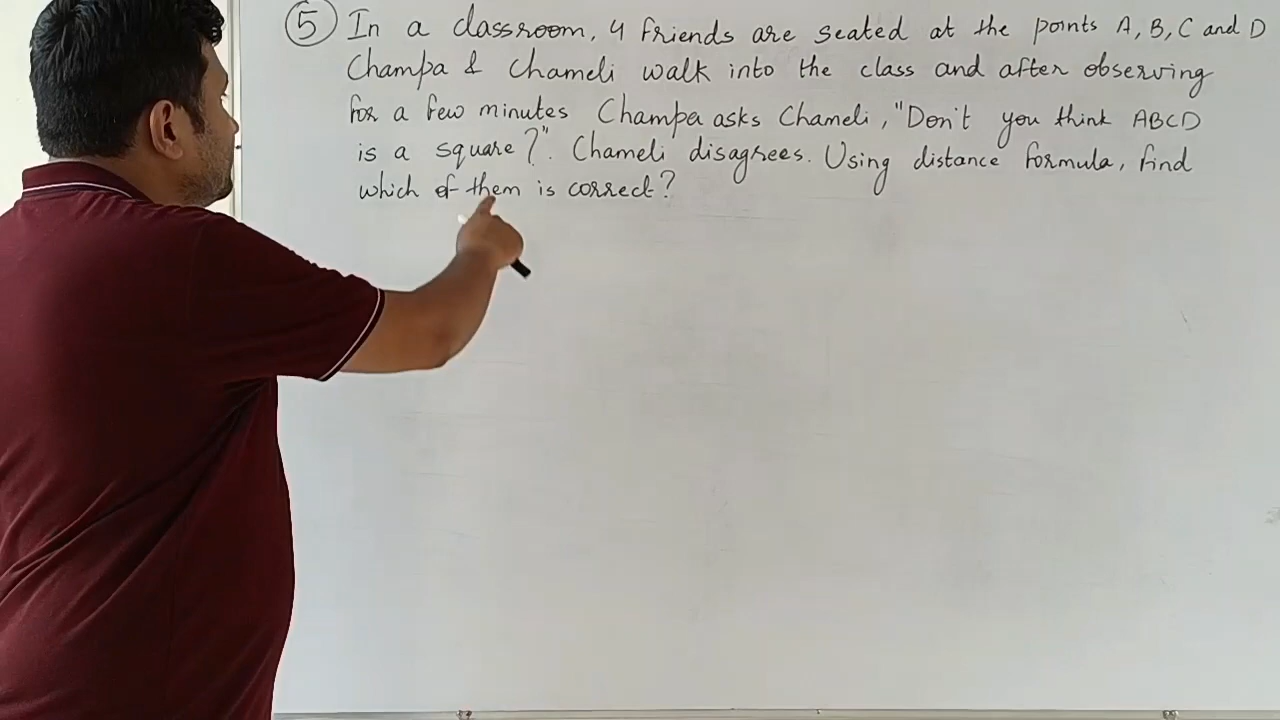 ⑤ In a classroom, 4 friends are seated at the points A, B, C and D
Champa & Chameli walk into the class and after observing
for a few minutes Champa asks Chameli, "Don't you think ABCD
is a square?". Chameli disagrees. Using distance formula, find
which of them is correct?